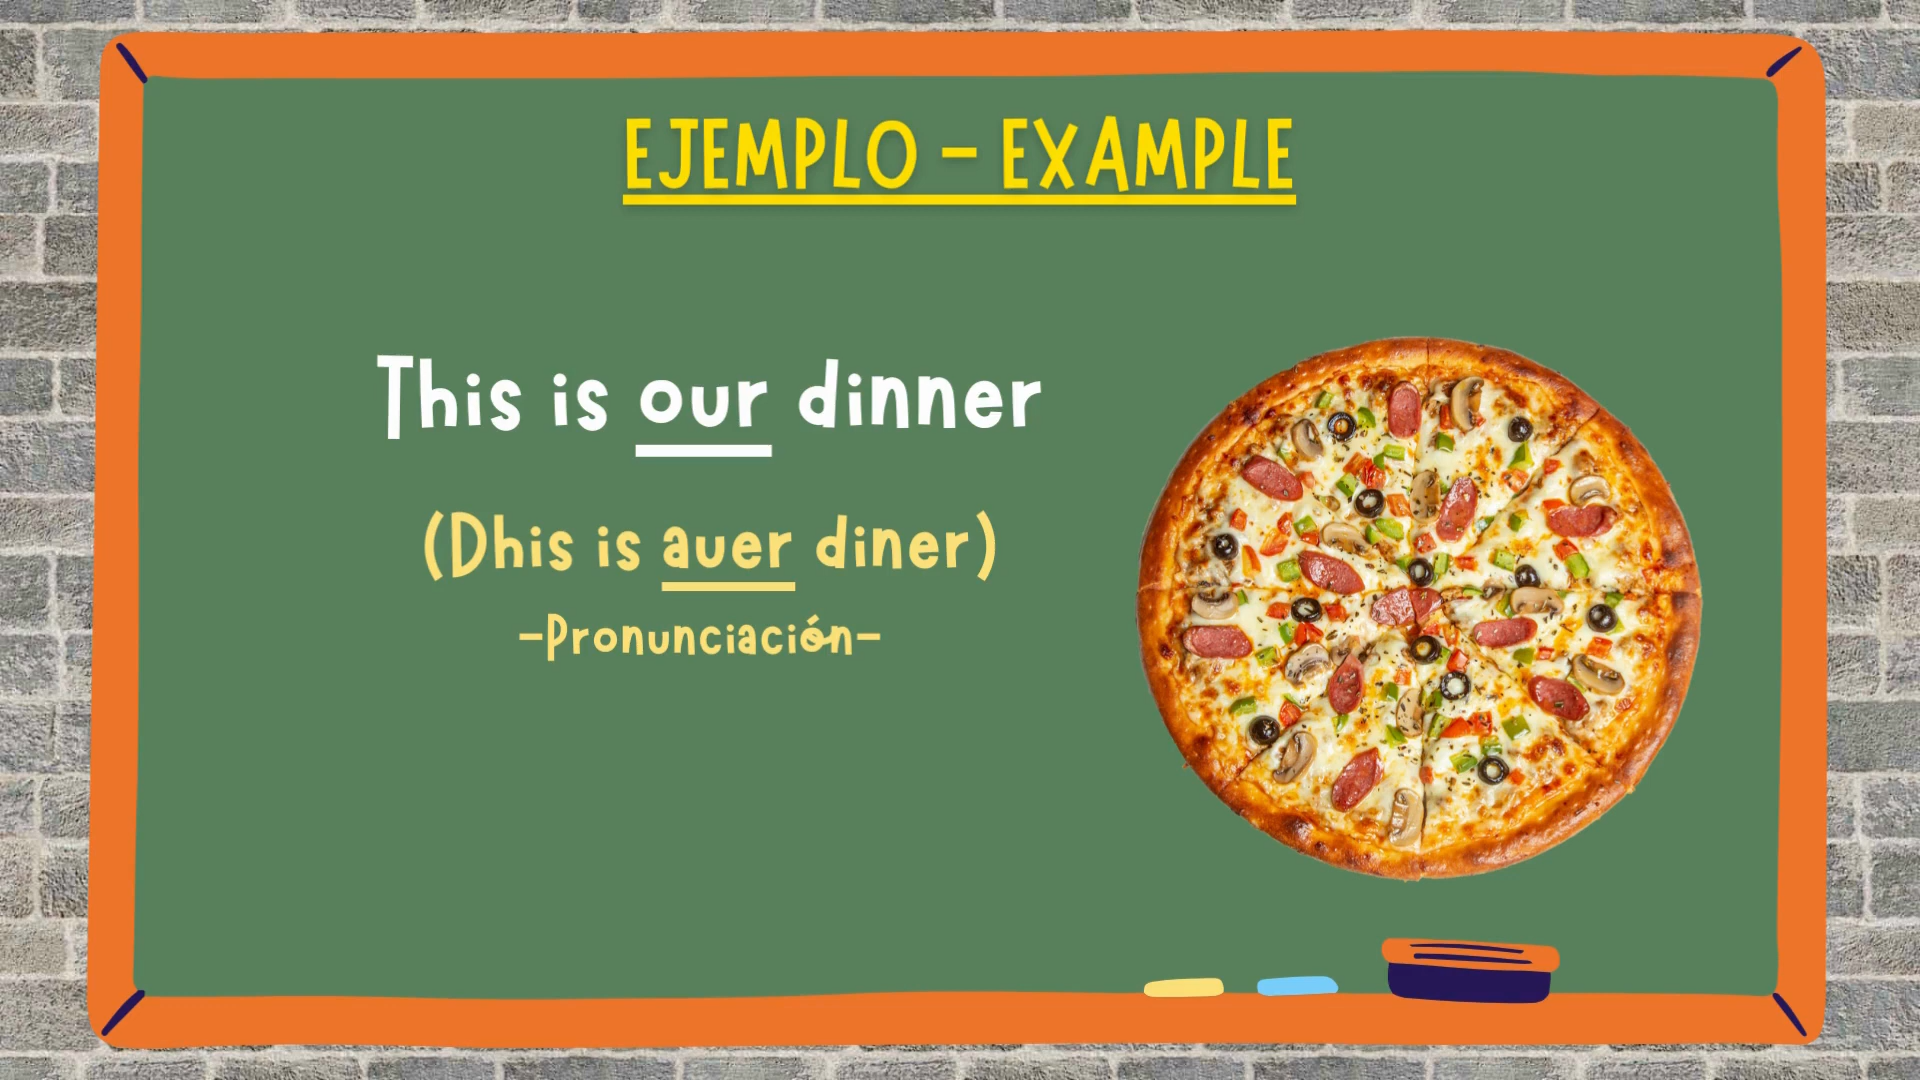 EJEMPLO - EXAMPLE
This is our dinner
(Dhis is auer diner)
-Pronunciación-